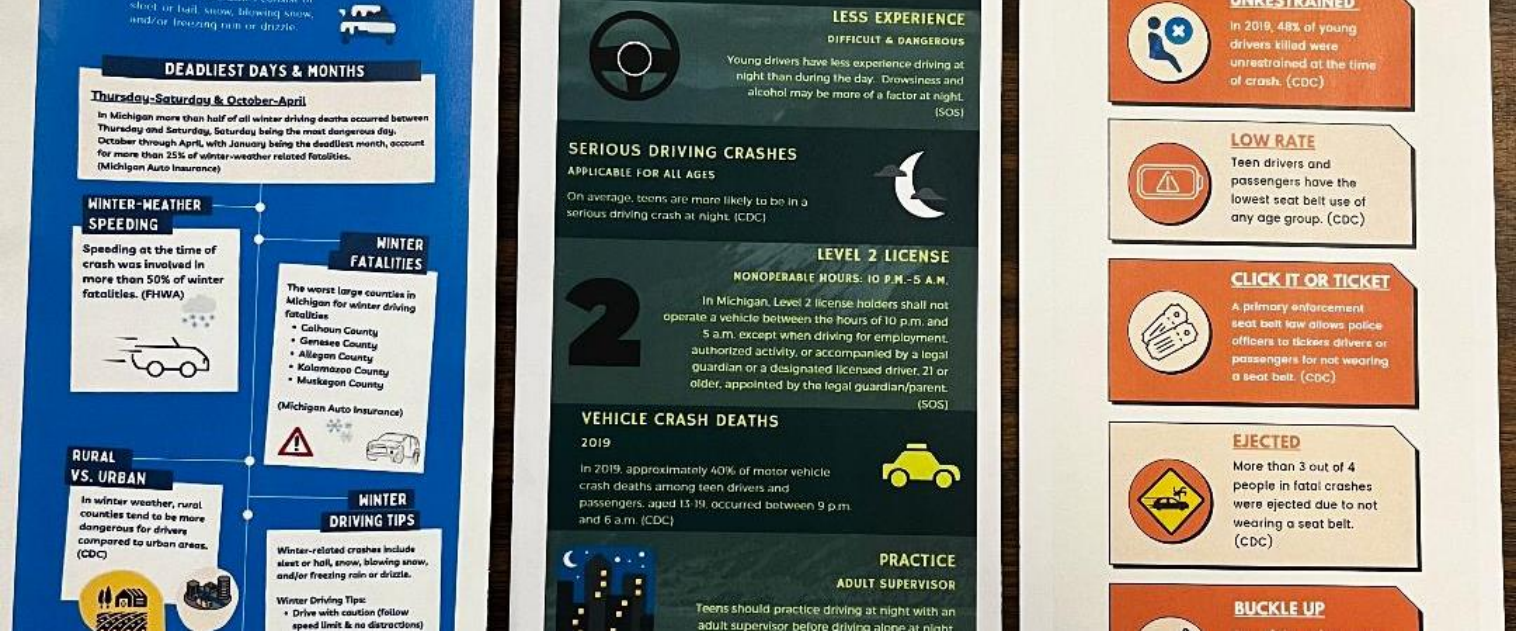 sleet or hail, snow, blowing snow,
and/or freezing rain or drizzle.
DEADLIEST DAYS & MONTHS
Thursday-Saturday & October-April
In Michigan more than half of all winter driving deaths occurred between
Thursday and Saturday, Saturday being the most dangerous day.
October through April, with January being the deadliest month, account
for more than 25% of winter-weather related fatalities.
(Michigan Auto Insurance)
WINTER-WEATHER
SPEEDING
Speeding at the time of
crash was involved in
more than 50% of winter
fatalities. (FHWA)
WINTER
FATALITIES
The worst large counties in
Michigan for winter driving
fatalities
• Calhoun County
• Genesee County
• Allegan County
• Kalamazoo County
• Muskegon County
(Michigan Auto Insurance)
RURAL
VS. URBAN
In winter weather, rural
counties tend to be more
dangerous for drivers
compared to urban areas.
(CDC)
WINTER
DRIVING TIPS
Winter-related crashes include
sleet or hail, snow, blowing snow,
and/or freezing rain or drizzle.
Winter Driving Tips:
• Drive with caution (follow
speed limit & no distractions)
LESS EXPERIENCE
DIFFICULT & DANGEROUS
Young drivers have less experience driving at
night than during the day. Drowsiness and
alcohol may be more of a factor at night.
(SOS)
SERIOUS DRIVING CRASHES
APPLICABLE FOR ALL AGES
On average, teens are more likely to be in a
serious driving crash at night. (CDC)
LEVEL 2 LICENSE
NONOPERABLE HOURS: 10 P.M.-5 A.M.
2
In Michigan, Level 2 license holders shall not
operate a vehicle between the hours of 10 p.m. and
5 a.m. except when driving for employment,
authorized activity, or accompanied by a legal
guardian or a designated licensed driver, 21 or
older, appointed by the legal guardian/parent.
(SOS)
VEHICLE CRASH DEATHS
2019
In 2019, approximately 40% of motor vehicle
crash deaths among teen drivers and
passengers, aged 13-19, occurred between 9 p.m.
and 6 a.m. (CDC)
PRACTICE
ADULT SUPERVISOR
Teens should practice driving at night with an
adult supervisor before driving alone at night.
UNRESTRAINED
In 2019, 48% of young
drivers killed were
unrestrained at the time
of crash. (CDC)
LOW RATE
Teen drivers and
passengers have the
lowest seat belt use of
any age group. (CDC)
CLICK IT OR TICKET
A primary enforcement
seat belt law allows police
officers to tickers drivers or
passengers for not wearing
a seat belt. (CDC)
EJECTED
More than 3 out of 4
people in fatal crashes
were ejected due to not
wearing a seat belt.
(CDC)
BUCKLE UP